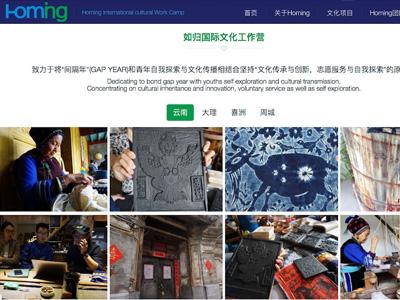 Homing
Homing International cultural Work Camp
首页 关于Homing 文化项目 Homing团
如归国际文化工作营
致力于将“间隔年”(GAP YEAR)和青年自我探索与文化传播相结合坚持“文化传承与创新，志愿服务与自我探索”的原
Dedicating to bond gap year with youths self exploration and cultural transmission,
Concentrating on cultural inheritance and innovation, voluntary service as well as self exploration.
云南 大理 喜洲 周城